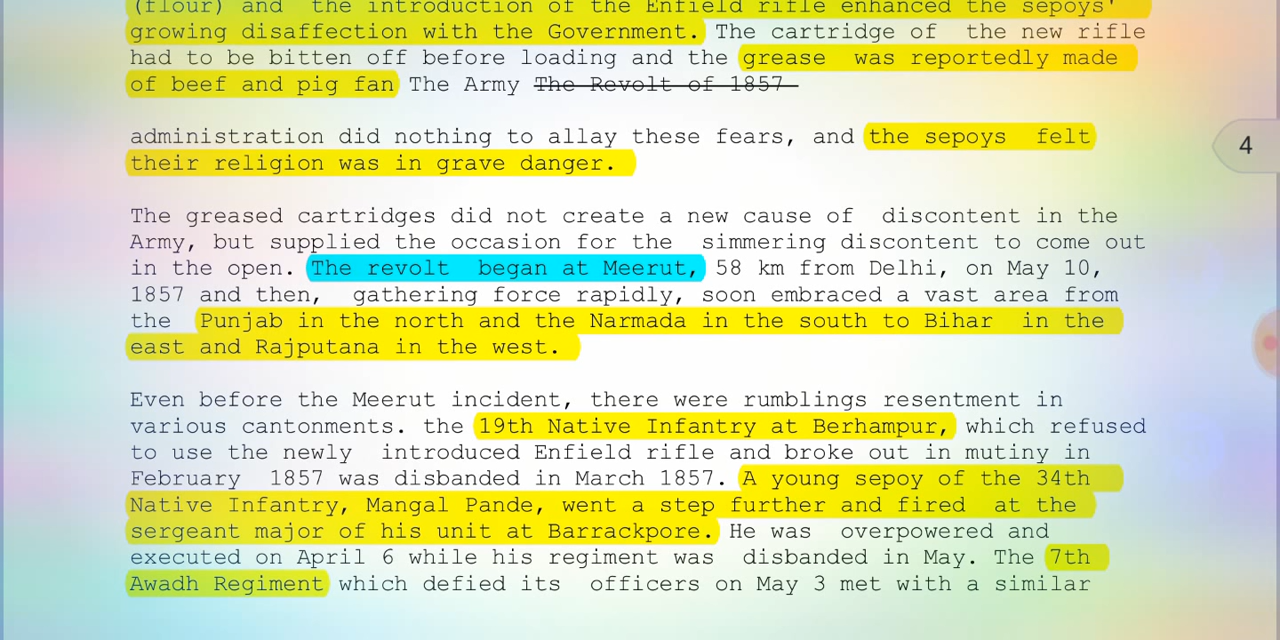 (flour) and the introduction of the Enfield rifle enhanced the sepoys'
growing disaffection with the Government. The cartridge of the new rifle
had to be bitten off before loading and the grease was reportedly made
of beef and pig fan The Army The Revolt of 1857
administration did nothing to allay these fears, and the sepoys felt
their religion was in grave danger.
The greased cartridges did not create a new cause of discontent in the
Army, but supplied the occasion for the simmering discontent to come out
in the open. The revolt began at Meerut, 58 km from Delhi, on May 10,
1857 and then, gathering force rapidly, soon embraced a vast area from
the Punjab in the north and the Narmada in the south to Bihar in the
east and Rajputana in the west.
Even before the Meerut incident, there were rumblings resentment in
various cantonments. the 19th Native Infantry at Berhampur, which refused
to use the newly introduced Enfield rifle and broke out in mutiny in
February 1857 was disbanded in March 1857. A young sepoy of the 34th
Native Infantry, Mangal Pande, went a step further and fired at the
sergeant major of his unit at Barrackpore. He was overpowered and
executed on April 6 while his regiment was disbanded in May. The 7th
Awadh Regiment which defied its officers on May 3 met with a similar
4